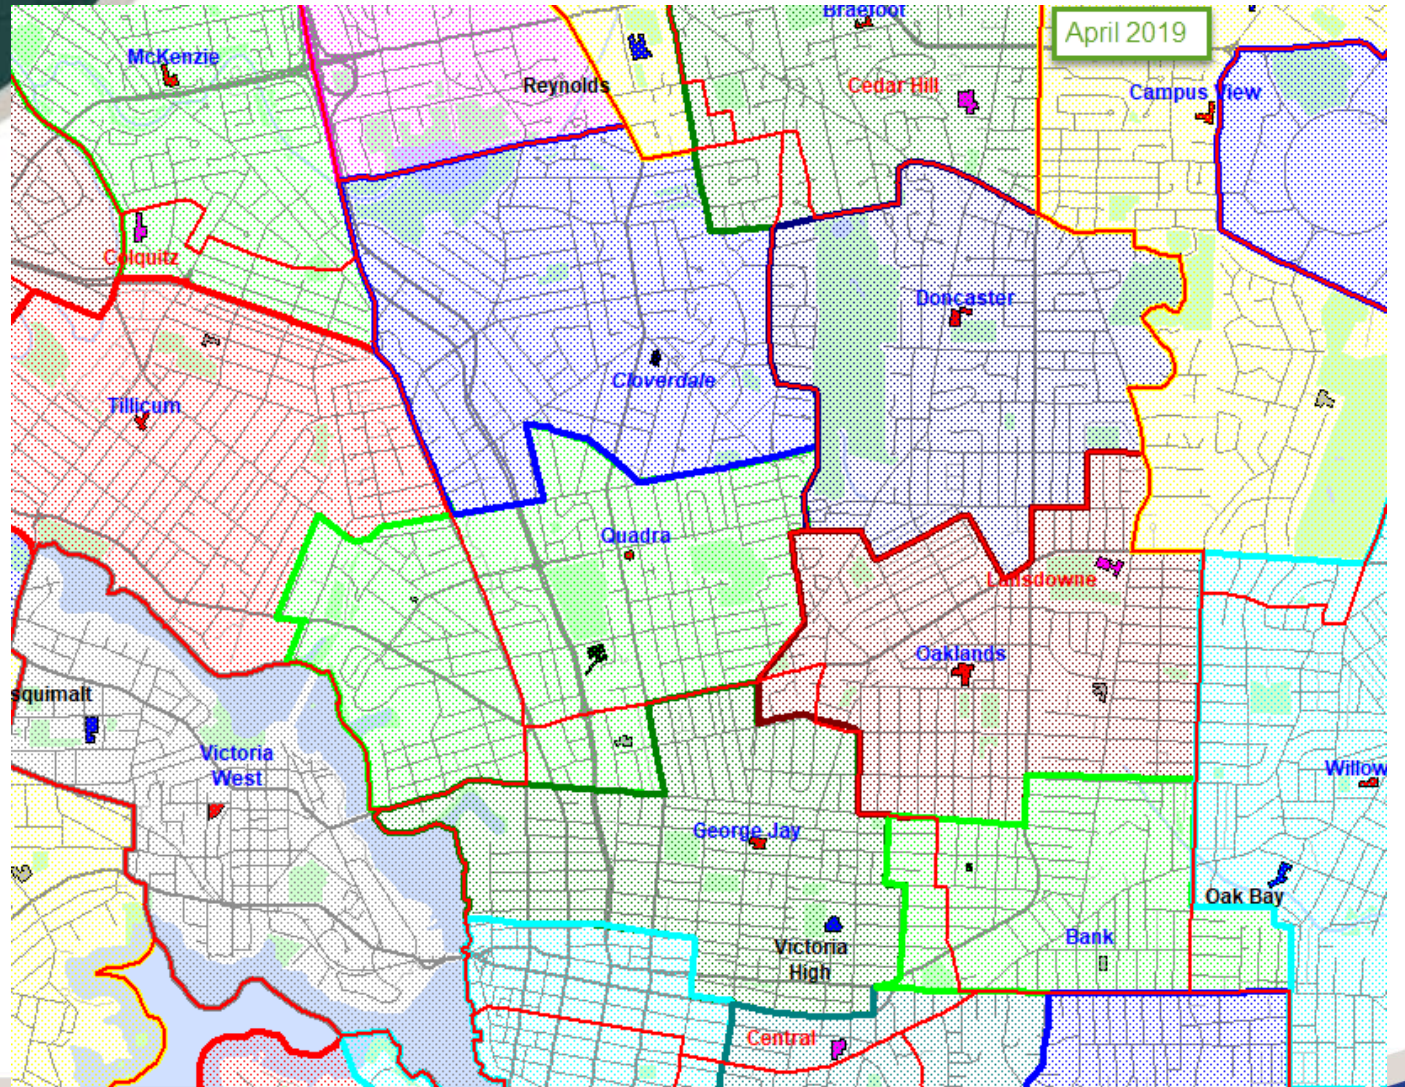 Braefoot
April 2019
McKenzie
Reynolds
Cedar Hill
Campus View
Colquitz
Doncaster
Cloverdale
Tillicum
Quadra
Lansdowne
Oaklands
squimalt
Victoria
West
Willow
George Jay
Oak Bay
Bank
Victoria
High
Central